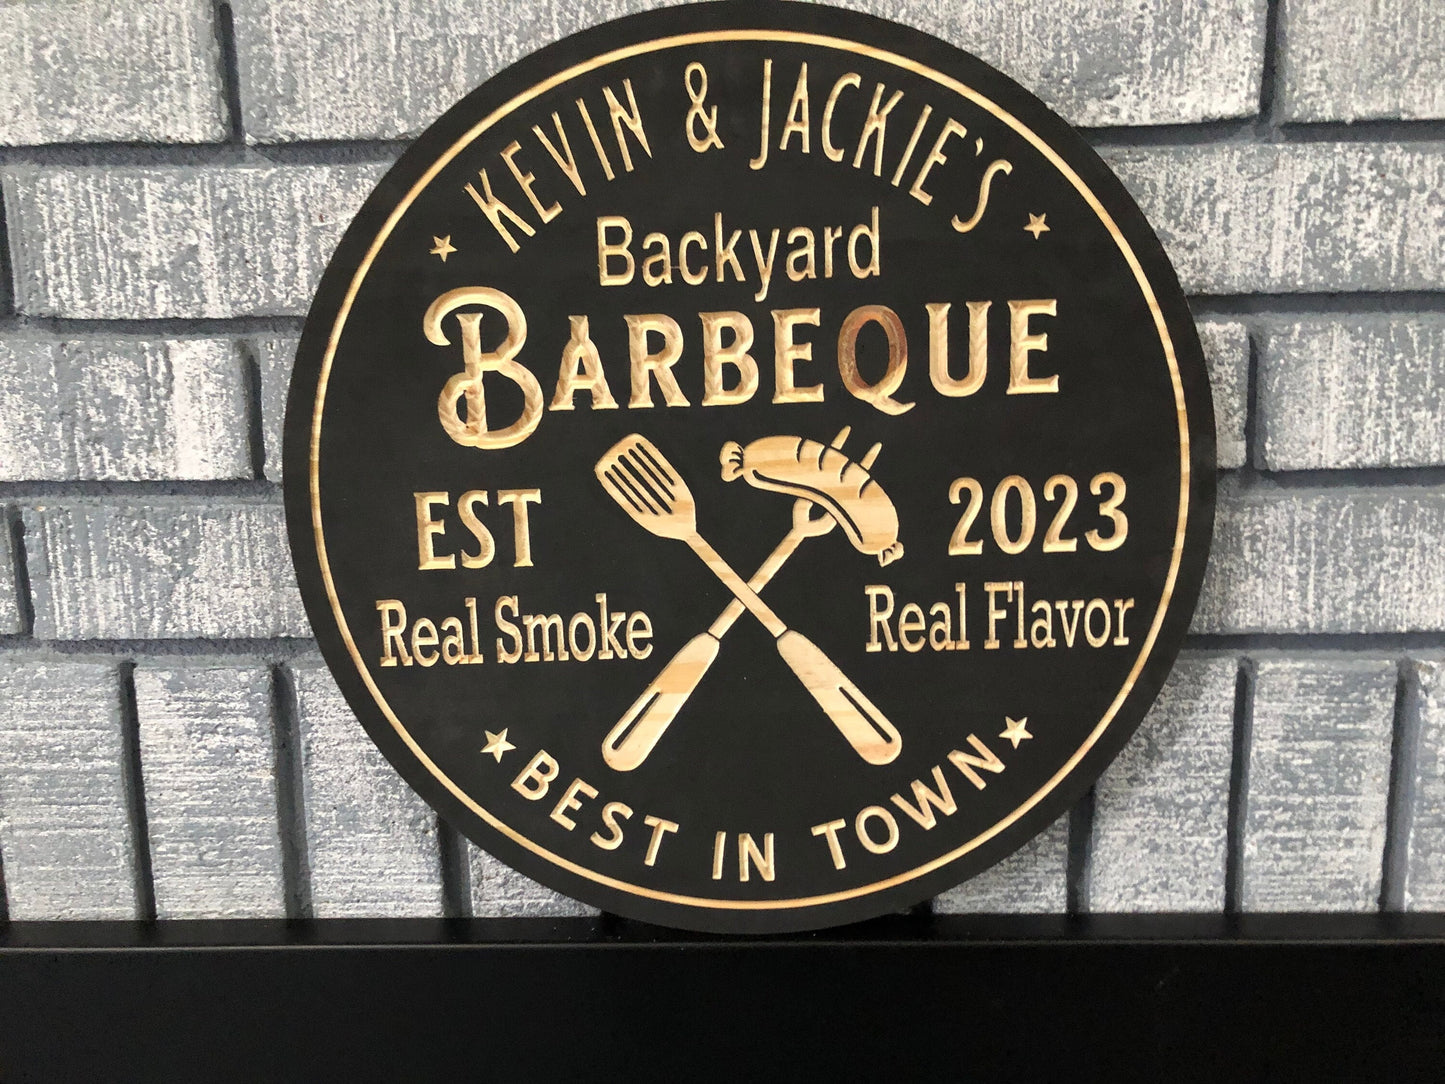 KEVIN & JACKIE'S
Backyard
BARBEQUE
EST 2023
Real Smoke Real Flavor
BEST IN TOWN